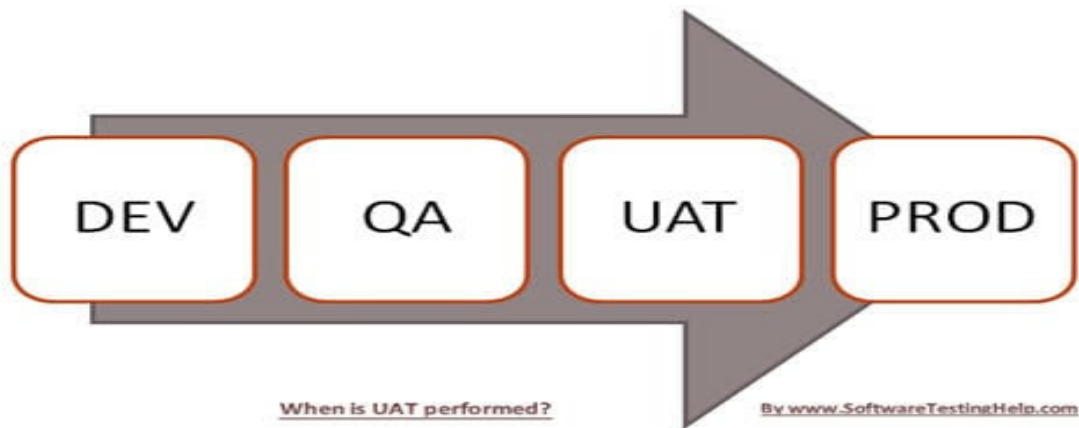 DEV QA UAT PROD
When is UAT performed? By www.SoftwareTestingHelp.com